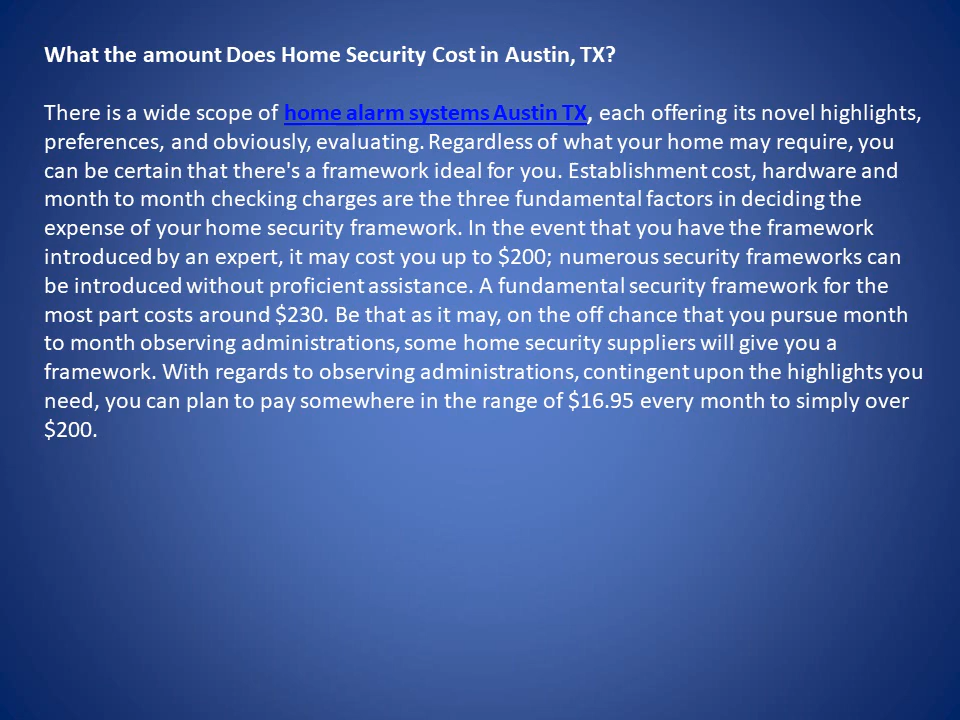 What the amount Does Home Security Cost in Austin, TX?
There is a wide scope of home alarm systems Austin TX, each offering its novel highlights,
preferences, and obviously, evaluating. Regardless of what your home may require, you
can be certain that there's a framework ideal for you. Establishment cost, hardware and
month to month checking charges are the three fundamental factors in deciding the
expense of your home security framework. In the event that you have the framework
introduced by an expert, it may cost you up to $200; numerous security frameworks can
be introduced without proficient assistance. A fundamental security framework for the
most part costs around $230. Be that as it may, on the off chance that you pursue month
to month observing administrations, some home security suppliers will give you a
framework. With regards to observing administrations, contingent upon the highlights you
need, you can plan to pay somewhere in the range of $16.95 every month to simply over
$200.